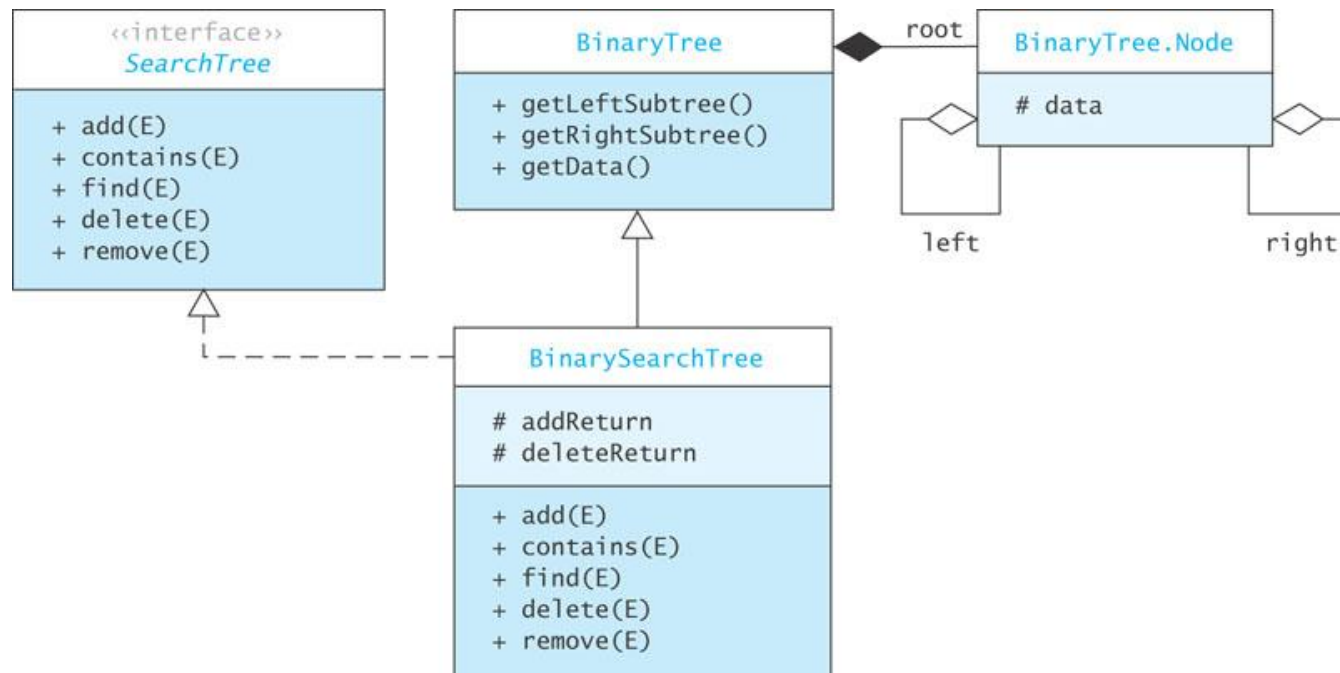 ‹‹interface››
SearchTree
+ add(E)
+ contains(E)
+ find(E)
+ delete(E)
+ remove(E)
BinaryTree
+ getLeftSubtree()
+ getRightSubtree()
+ getData()
root
BinaryTree.Node
# data
left
right
BinarySearchTree
# addReturn
# deleteReturn
+ add(E)
+ contains(E)
+ find(E)
+ delete(E)
+ remove(E)